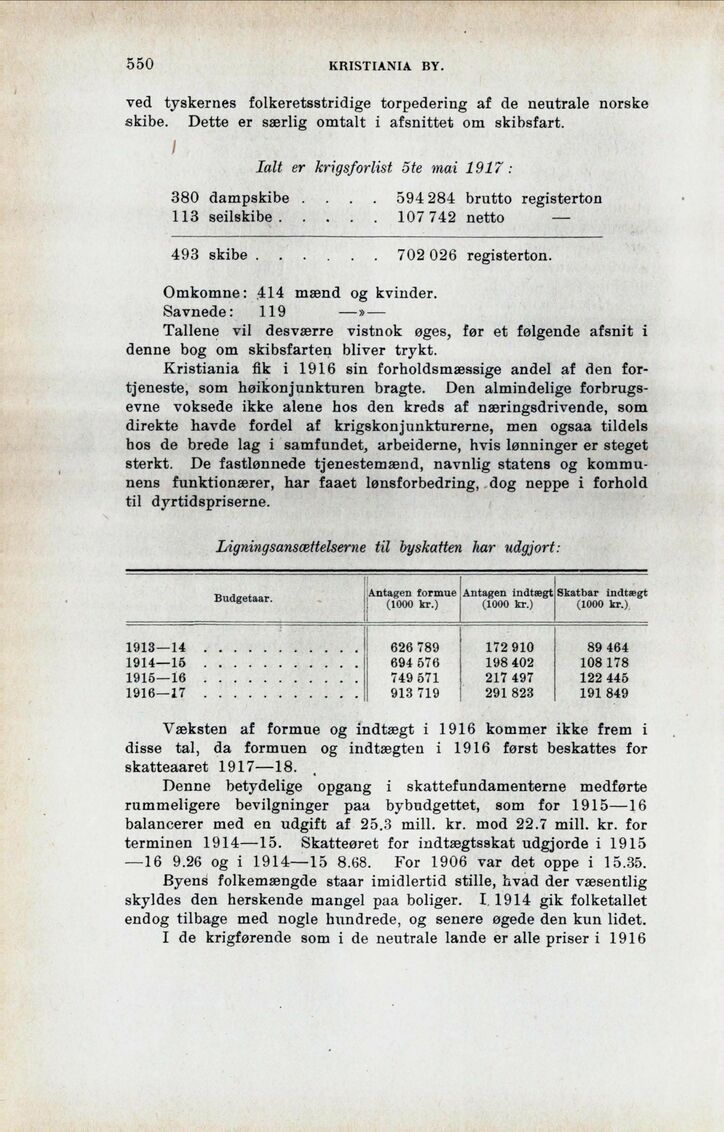 550 KRISTIANIA BY.
ved tyskernes folkeretsstridige torpedering af de neutrale norske
skibe. Dette er særlig omtalt i afsnittet om skibsfart.
Ialt er krigsforlist 5te mai 1917:
380 dampskibe . . . . 594 284 brutto registerton
113 seilskibe . . . . . 107 742 netto —
493 skibe . . . . . . 702 026 registerton.
Omkomne: 414 mænd og kvinder.
Savnede: 119 —»—
Tallene vil desværre vistnok øges, før et følgende afsnit i
denne bog om skibsfarten bliver trykt.
Kristiania fik i 1916 sin forholdsmæssige andel af den for-
tjeneste, som høikonjunkturen bragte. Den almindelige forbrugs-
evne voksede ikke alene hos den kreds af næringsdrivende, som
direkte havde fordel af krigskonjunkturerne, men ogsaa tildels
hos de brede lag i samfundet, arbeiderne, hvis lønninger er steget
sterkt. De fastlønnede tjenestemænd, navnlig statens og kommu-
nens funktionærer, har faaet lønsforbedring, dog neppe i forhold
til dyrtidspriserne.
Ligningsansættelserne til byskatten har udgjort:
Budgetaar. Antagen formue (1000 kr.) Antagen indtægt (1000 kr.) Skatbar indtægt (1000 kr.)
1913—14 . . . . . . . . . . . 626 789 172 910 89 464
1914—15 . . . . . . . . . . . 694 576 198 402 108 178
1915—16 . . . . . . . . . . . 749 571 217 497 122 445
1916—17 . . . . . . . . . . . 913 719 291 823 191 849
Væksten af formue og indtægt i 1916 kommer ikke frem i
disse tal, da formuen og indtægten i 1916 først beskattes for
skatteaaret 1917—18.
Denne betydelige opgang i skattefundamenterne medførte
rummeligere bevilgninger paa bybudgettet, som for 1915—16
balancerer med en udgift af 25.3 mill. kr. mod 22.7 mill. kr. for
terminen 1914—15. Skatteøret for indtægtsskat udgjorde i 1915
—16 9.26 og i 1914—15 8.68. For 1906 var det oppe i 15.35.
Byens folkemængde staar imidlertid stille, hvad der væsentlig
skyldes den herskende mangel paa boliger. I 1914 gik folketallet
endog tilbage med nogle hundrede, og senere øgede den kun lidet.
I de krigførende som i de neutrale lande er alle priser i 1916